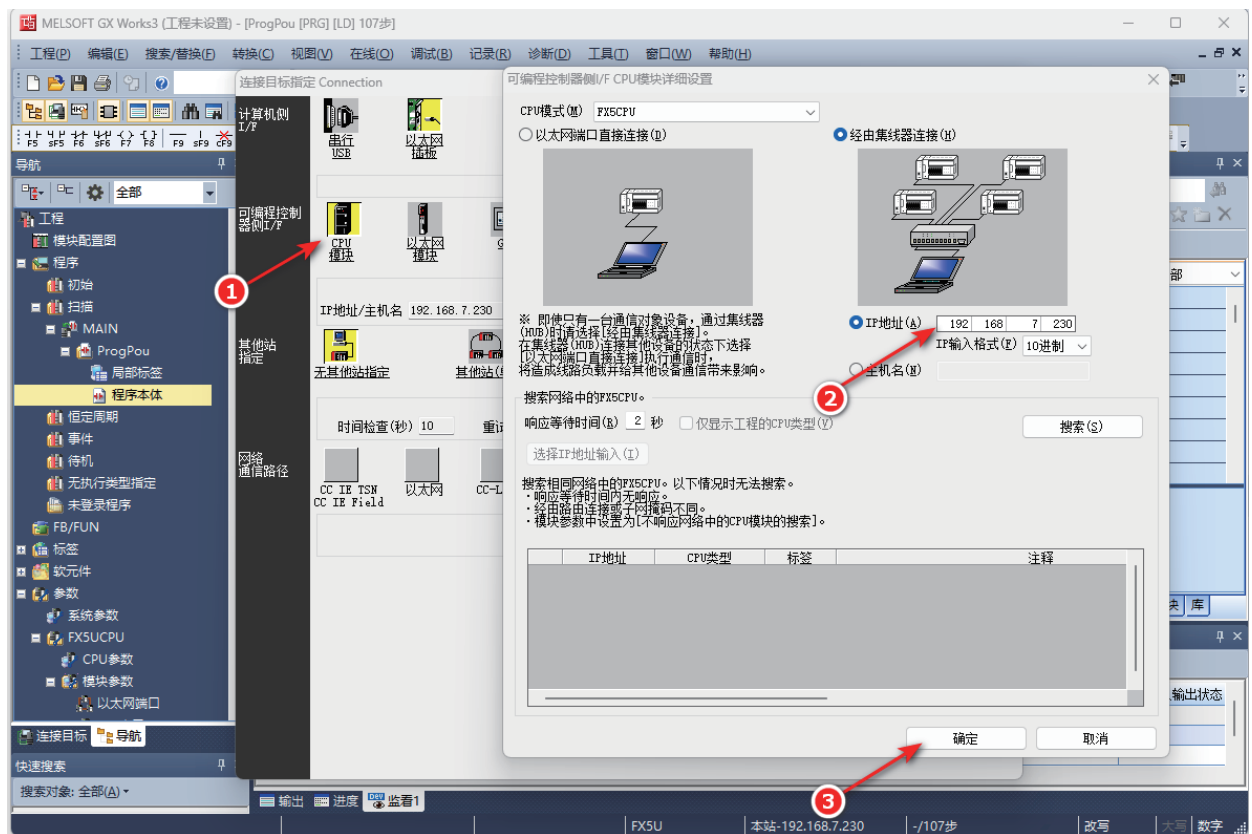 MELSOFT GX Works3 (工程未设置) - [ProgPou [PRG] [LD] 107步]
工程(P) 编辑(E) 搜索/替换(F) 转换(C) 视图(V) 在线(O) 调试(B) 记录(R) 诊断(D) 工具(T) 窗口(W) 帮助(H)
F5 sF5 F6 sF6 F7 F8 F9 sF9 cF9
导航
全部
工程
模块配置图
程序
初始
扫描
MAIN
ProgPou
局部标签
程序本体
恒定周期
事件
待机
无执行类型指定
未登录程序
FB/FUN
标签
软元件
参数
系统参数
FX5UCPU
CPU参数
模块参数
以太网端口
连接目标 导航
快速搜索
搜索对象: 全部(A)
连接目标指定 Connection
计算机侧
I/F
串行
USB
以太网
插板
可编程控制
器侧I/F
CPU
模块
以太网
模块
1
IP地址/主机名 192.168.7.230
其他站
指定
无其他站指定
其他站(
时间检查(秒) 10
重试
网络
通信路径
CC IE TSN
CC IE Field
以太网
CC-L
可编程控制器侧I/F CPU模块详细设置
CPU模式(M) FX5CPU
以太网端口直接连接(D)
经由集线器连接(H)
※ 即使只有一台通信对象设备，通过集线器
(HUB)时请选择[经由集线器连接]。
在集线器(HUB)连接其他设备的状态下选择
[以太网端口直接连接]执行通信时，
将造成线路负载并给其他设备通信带来影响。
IP地址(A) 192 168 7 230
IP输入格式(F) 10进制
主机名(N)
2
搜索网络中的FX5CPU。
响应等待时间(R) 2 秒 仅显示工程的CPU类型(Y)
搜索(S)
选择IP地址输入(I)
搜索相同网络中的FX5CPU。以下情况时无法搜索。
・响应等待时间内无响应。
・经由路由连接或子网掩码不同。
・模块参数中设置为[不响应网络中的CPU模块的搜索]。
IP地址 CPU类型 标签 注释
确定 取消
3
部
块 库
输出状态
输出 进度 监看1
FX5U 本站-192.168.7.230 -/107步 改写 大写 数字